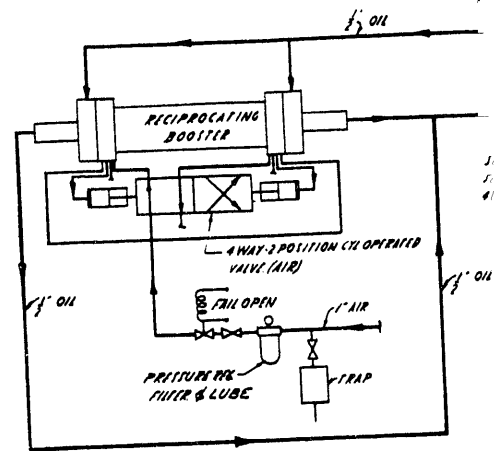 1/2" OIL
RECIPROCATING
BOOSTER
4 WAY-2 POSITION CYL OPERATED
VALVE (AIR)
FAIL OPEN
1" AIR
1/2" OIL
1/2" OIL
PRESSURE REG
FILTER & LUBE
TRAP